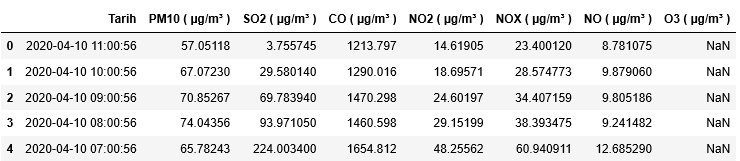 Tarih PM10 ( µg/m³ ) SO2 ( µg/m³ ) CO ( µg/m³ ) NO2 ( µg/m³ ) NOX ( µg/m³ ) NO ( µg/m³ ) O3 ( µg/m³ )
0 2020-04-10 11:00:56 57.05118 3.755745 1213.797 14.61905 23.400120 8.781075 NaN
1 2020-04-10 10:00:56 67.07230 29.580140 1290.016 18.69571 28.574773 9.879060 NaN
2 2020-04-10 09:00:56 70.85267 69.783940 1470.298 24.60197 34.407159 9.805186 NaN
3 2020-04-10 08:00:56 74.04356 93.971050 1460.598 29.15199 38.393475 9.241482 NaN
4 2020-04-10 07:00:56 65.78243 224.003400 1654.812 48.25562 60.940911 12.685290 NaN